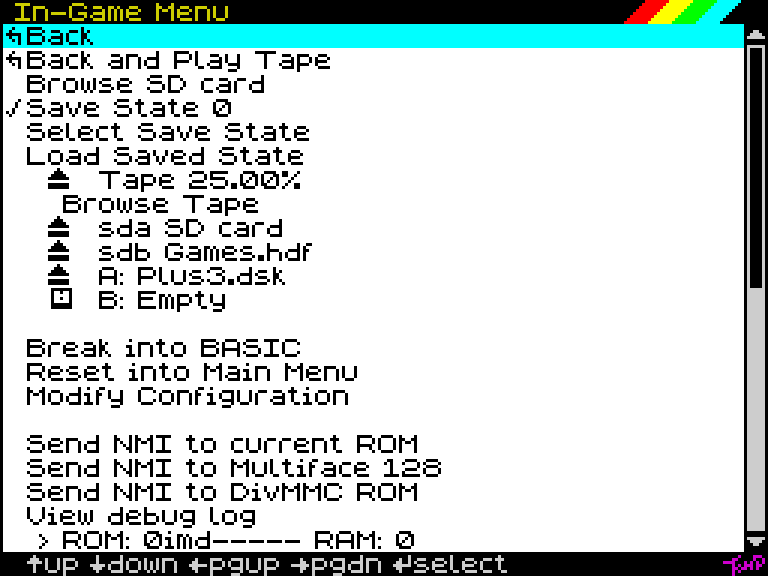 In-Game Menu
↰Back
↰Back and Play Tape
Browse SD card
✓Save State 0
Select Save State
Load Saved State
⏏ Tape 25.00%
Browse Tape
⏏ sda SD card
⏏ sdb Games.hdf
⏏ A: Plus3.dsk
B: Empty
Break into BASIC
Reset into Main Menu
Modify Configuration
Send NMI to current ROM
Send NMI to Multiface 128
Send NMI to DivMMC ROM
View debug log
> ROM: 0imd----- RAM: 0
↑up ↓down ←pgup →pgdn ↵select